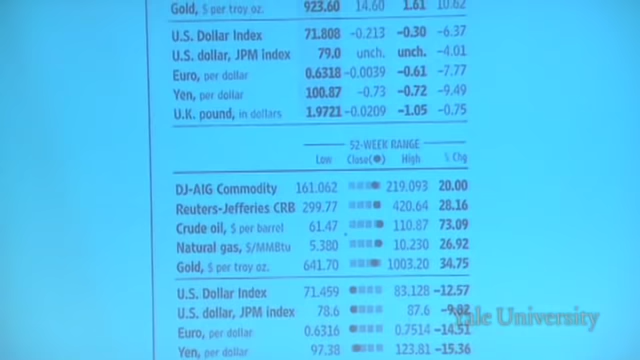 Gold, $ per troy oz. 923.60 14.60 1.61 10.62
U.S. Dollar Index 71.808 -0.213 -0.30 -6.37
U.S. dollar, JPM index 79.0 unch. unch. -4.01
Euro, per dollar 0.6318 -0.0039 -0.61 -7.77
Yen, per dollar 100.87 -0.73 -0.72 -9.49
U.K. pound, in dollars 1.9721 -0.0209 -1.05 -0.75
52-WEEK RANGE
Low Close(●) High % Chg
DJ-AIG Commodity 161.062 219.093 20.00
Reuters-Jefferies CRB 299.77 420.64 28.16
Crude oil, $ per barrel 61.47 110.87 73.09
Natural gas, $/MMBtu 5.380 10.230 26.92
Gold, $ per troy oz. 641.70 1003.20 34.75
U.S. Dollar Index 71.459 83.128 -12.57
U.S. dollar, JPM index 78.6 87.6 -9.82
Euro, per dollar 0.6316 0.7514 -14.51
Yen, per dollar 97.38 123.81 -15.36
Yale University